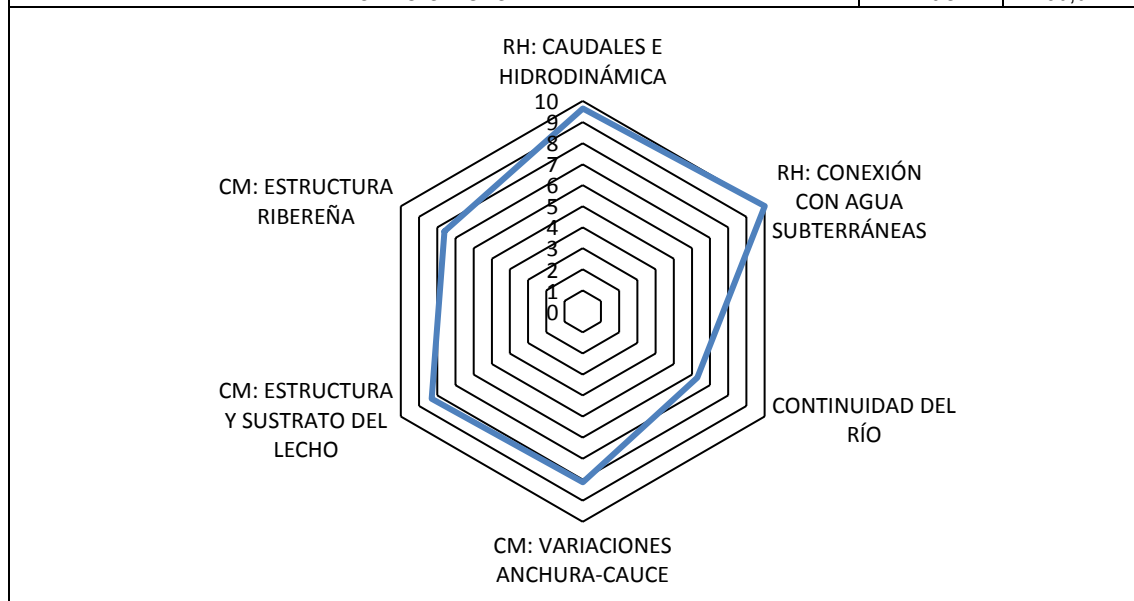 RH: CAUDALES E
HIDRODINÁMICA
10
9
8
7
6
5
4
3
2
1
0
RH: CONEXIÓN
CON AGUA
SUBTERRÁNEAS
CONTINUIDAD DEL
RÍO
CM: VARIACIONES
ANCHURA-CAUCE
CM: ESTRUCTURA
Y SUSTRATO DEL
LECHO
CM: ESTRUCTURA
RIBEREÑA